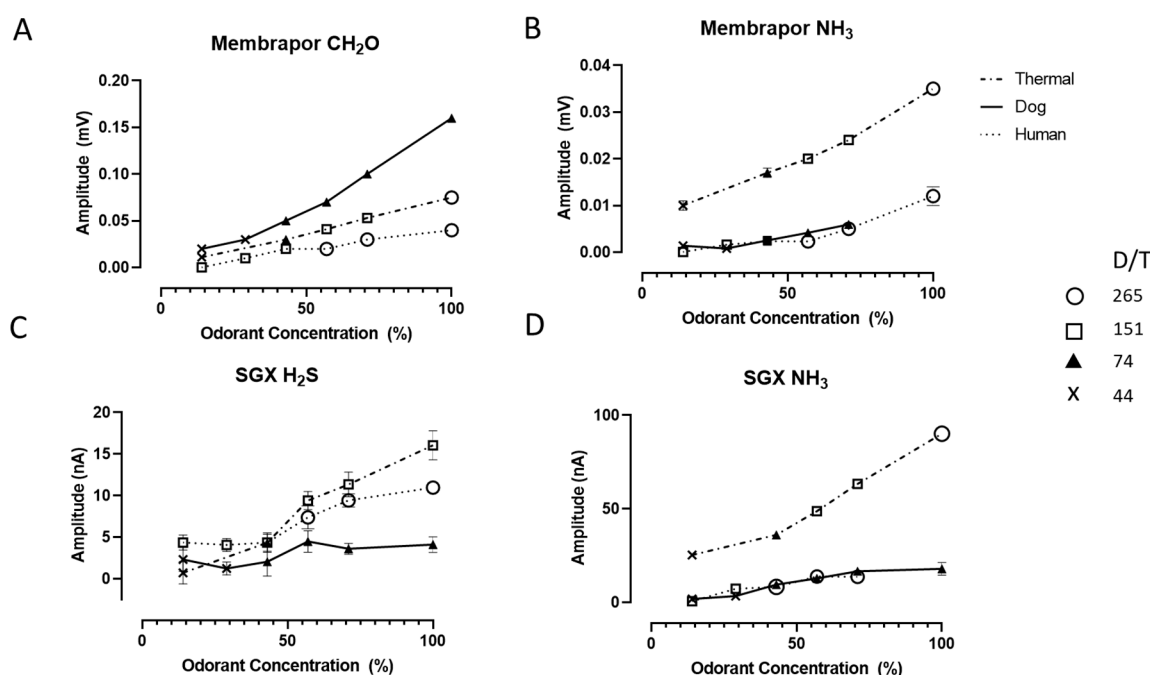 A
Membrapor CH₂O
0.20
0.15
0.10
0.05
0.00
Amplitude (mV)
0 50 100
Odorant Concentration (%)
B
Membrapor NH₃
0.04
0.03
0.02
0.01
0.00
Amplitude (mV)
0 50 100
Odorant Concentration (%)
Thermal
Dog
Human
C
SGX H₂S
20
15
10
5
0
Amplitude (nA)
0 50 100
Odorant Concentration (%)
D
SGX NH₃
100
50
0
Amplitude (nA)
0 50 100
Odorant Concentration (%)
D/T
265
151
74
44